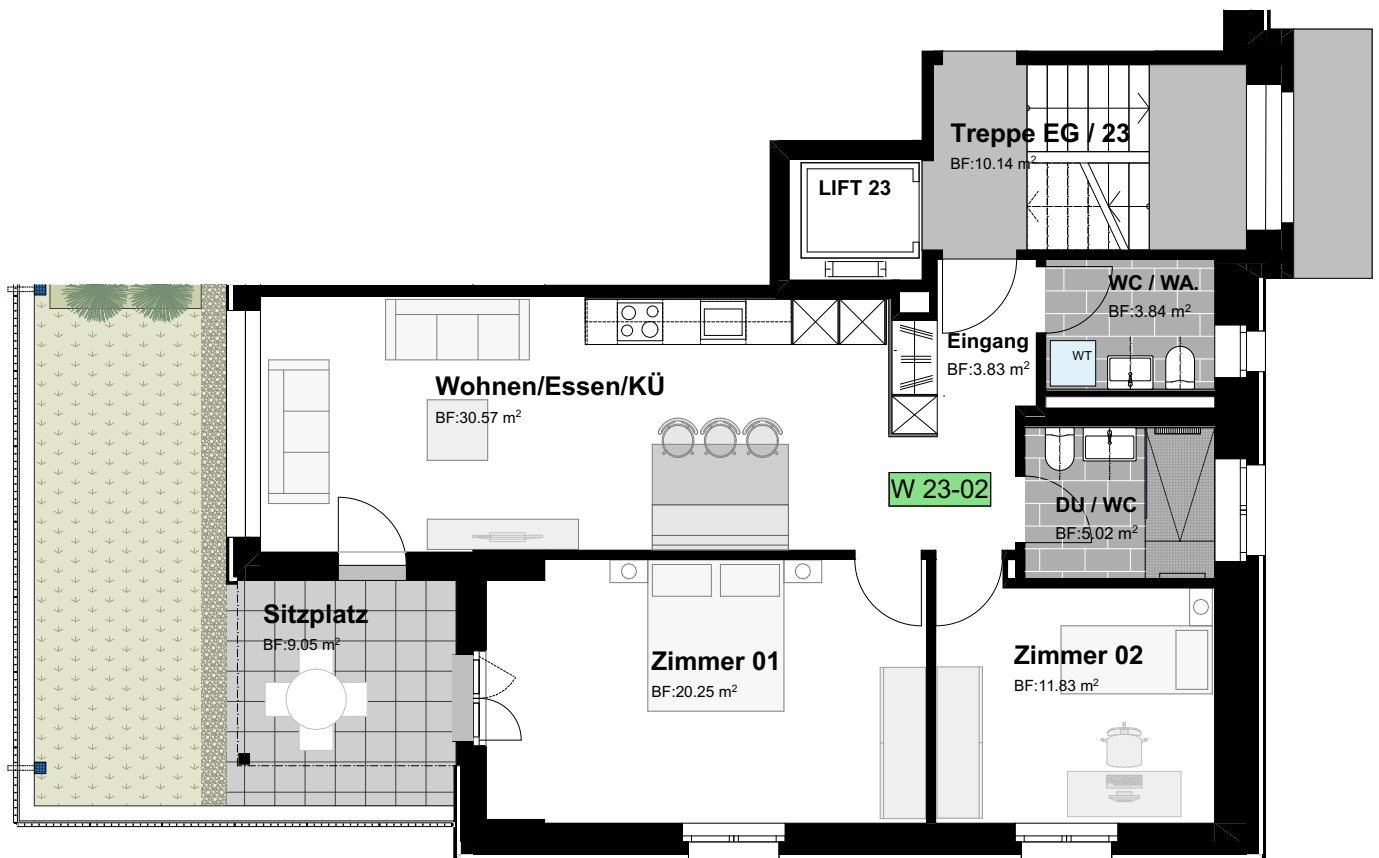 Treppe EG / 23
BF:10.14 m²
LIFT 23
WC / WA.
BF:3.84 m²
Eingang
BF:3.83 m²
WT
Wohnen/Essen/KÜ
BF:30.57 m²
W 23-02
DU / WC
BF:5.02 m²
Sitzplatz
BF:9.05 m²
Zimmer 01
BF:20.25 m²
Zimmer 02
BF:11.83 m²